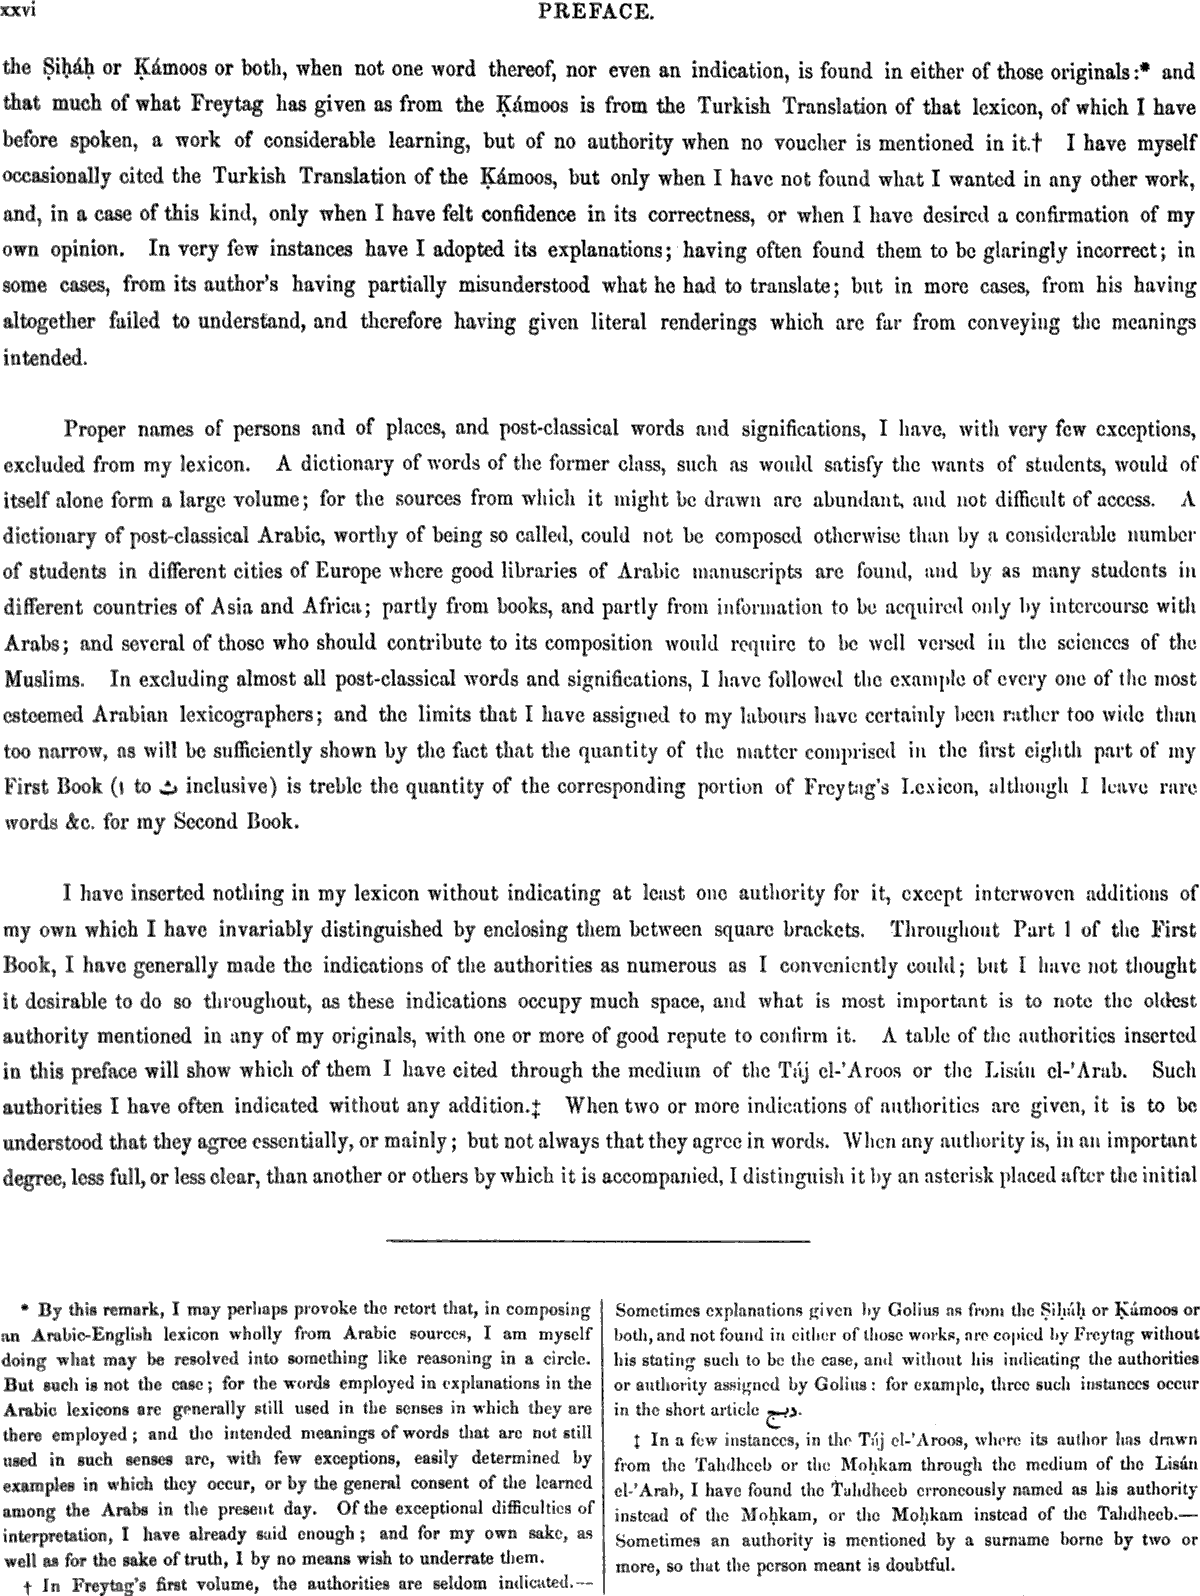 xxvi
PREFACE.
the Ṣiḥáḥ or Ḳámoos or both, when not one word thereof, nor even an indication, is found in either of those originals:* and
that much of what Freytag has given as from the Ḳámoos is from the Turkish Translation of that lexicon, of which I have
before spoken, a work of considerable learning, but of no authority when no voucher is mentioned in it.† I have myself
occasionally cited the Turkish Translation of the Ḳámoos, but only when I have not found what I wanted in any other work,
and, in a case of this kind, only when I have felt confidence in its correctness, or when I have desired a confirmation of my
own opinion. In very few instances have I adopted its explanations; having often found them to be glaringly incorrect; in
some cases, from its author's having partially misunderstood what he had to translate; but in more cases, from his having
altogether failed to understand, and therefore having given literal renderings which are far from conveying the meanings
intended.
Proper names of persons and of places, and post-classical words and significations, I have, with very few exceptions,
excluded from my lexicon. A dictionary of words of the former class, such as would satisfy the wants of students, would of
itself alone form a large volume; for the sources from which it might be drawn are abundant, and not difficult of access. A
dictionary of post-classical Arabic, worthy of being so called, could not be composed otherwise than by a considerable number
of students in different cities of Europe where good libraries of Arabic manuscripts are found, and by as many students in
different countries of Asia and Africa; partly from books, and partly from information to be acquired only by intercourse with
Arabs; and several of those who should contribute to its composition would require to be well versed in the sciences of the
Muslims. In excluding almost all post-classical words and significations, I have followed the example of every one of the most
esteemed Arabian lexicographers; and the limits that I have assigned to my labours have certainly been rather too wide than
too narrow, as will be sufficiently shown by the fact that the quantity of the matter comprised in the first eighth part of my
First Book (ا to ث inclusive) is treble the quantity of the corresponding portion of Freytag's Lexicon, although I leave rare
words &c. for my Second Book.
I have inserted nothing in my lexicon without indicating at least one authority for it, except interwoven additions of
my own which I have invariably distinguished by enclosing them between square brackets. Throughout Part 1 of the First
Book, I have generally made the indications of the authorities as numerous as I conveniently could; but I have not thought
it desirable to do so throughout, as these indications occupy much space, and what is most important is to note the oldest
authority mentioned in any of my originals, with one or more of good repute to confirm it. A table of the authorities inserted
in this preface will show which of them I have cited through the medium of the Táj el-'Aroos or the Lisán el-'Arab. Such
authorities I have often indicated without any addition.‡ When two or more indications of authorities are given, it is to be
understood that they agree essentially, or mainly; but not always that they agree in words. When any authority is, in an important
degree, less full, or less clear, than another or others by which it is accompanied, I distinguish it by an asterisk placed after the initial
* By this remark, I may perhaps provoke the retort that, in composing
an Arabic-English lexicon wholly from Arabic sources, I am myself
doing what may be resolved into something like reasoning in a circle.
But such is not the case; for the words employed in explanations in the
Arabic lexicons are generally still used in the senses in which they are
there employed; and the intended meanings of words that are not still
used in such senses are, with few exceptions, easily determined by
examples in which they occur, or by the general consent of the learned
among the Arabs in the present day. Of the exceptional difficulties of
interpretation, I have already said enough; and for my own sake, as
well as for the sake of truth, I by no means wish to underrate them.
† In Freytag's first volume, the authorities are seldom indicated.—
Sometimes explanations given by Golius as from the Ṣiḥáḥ or Ḳámoos or
both, and not found in either of those works, are copied by Freytag without
his stating such to be the case, and without his indicating the authorities
or authority assigned by Golius: for example, three such instances occur
in the short article دبج.
‡ In a few instances, in the Táj el-'Aroos, where its author has drawn
from the Tahdheeb or the Moḥkam through the medium of the Lisán
el-'Arab, I have found the Tahdheeb erroneously named as his authority
instead of the Moḥkam, or the Moḥkam instead of the Tahdheeb.—
Sometimes an authority is mentioned by a surname borne by two or
more, so that the person meant is doubtful.